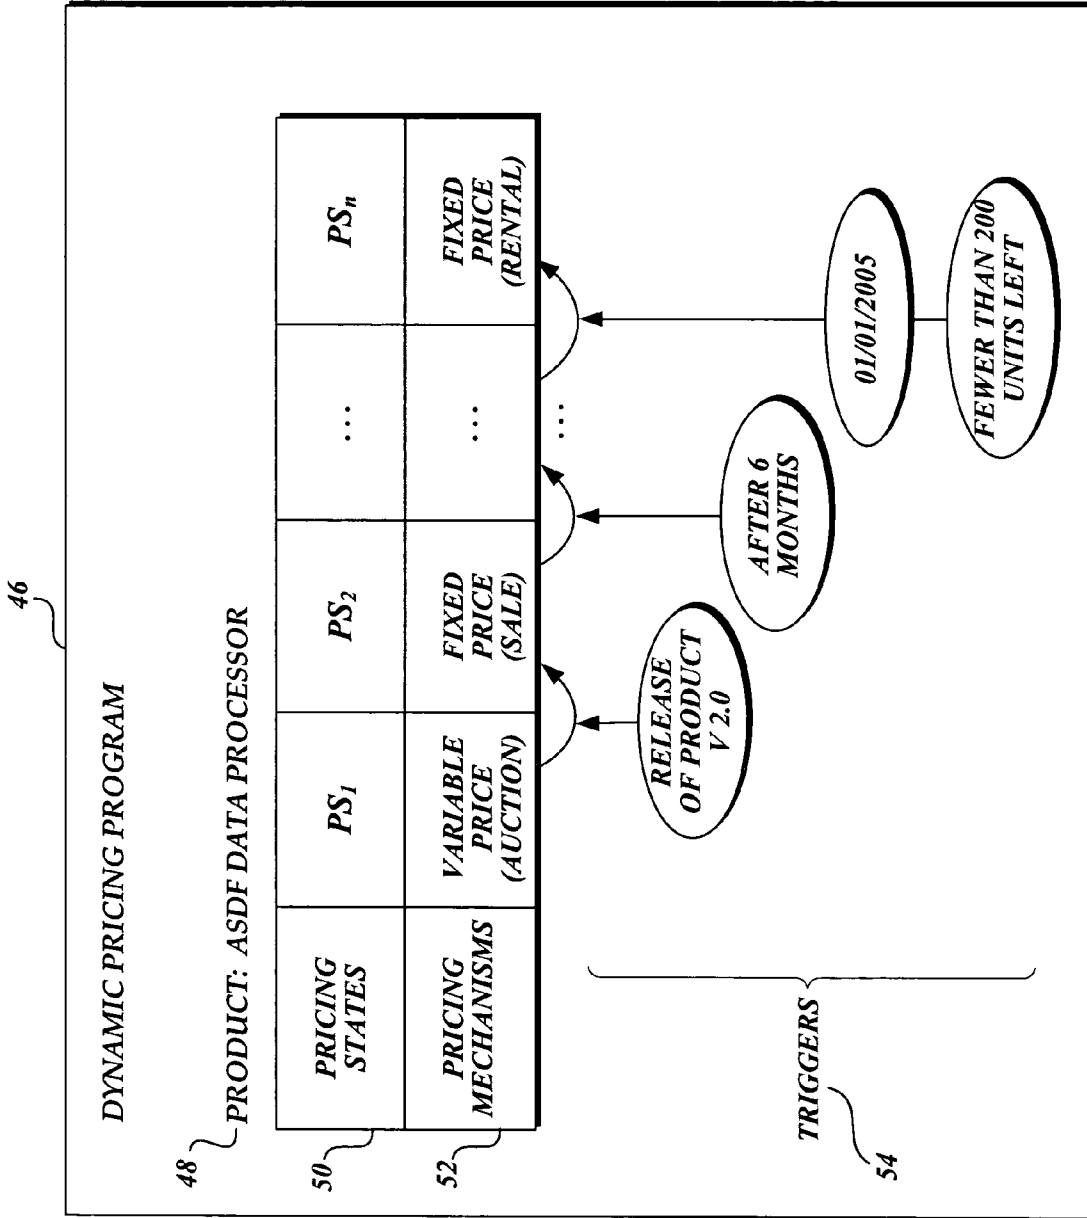 46
DYNAMIC PRICING PROGRAM
48
PRODUCT: ASDF DATA PROCESSOR
50
PRICING
STATES
PS1
PS2
...
PSn
52
PRICING
MECHANISMS
VARIABLE
PRICE
(AUCTION)
FIXED
PRICE
(SALE)
...
FIXED
PRICE
(RENTAL)
...
TRIGGERS
54
RELEASE
OF PRODUCT
V 2.0
AFTER 6
MONTHS
01/01/2005
FEWER THAN 200
UNITS LEFT